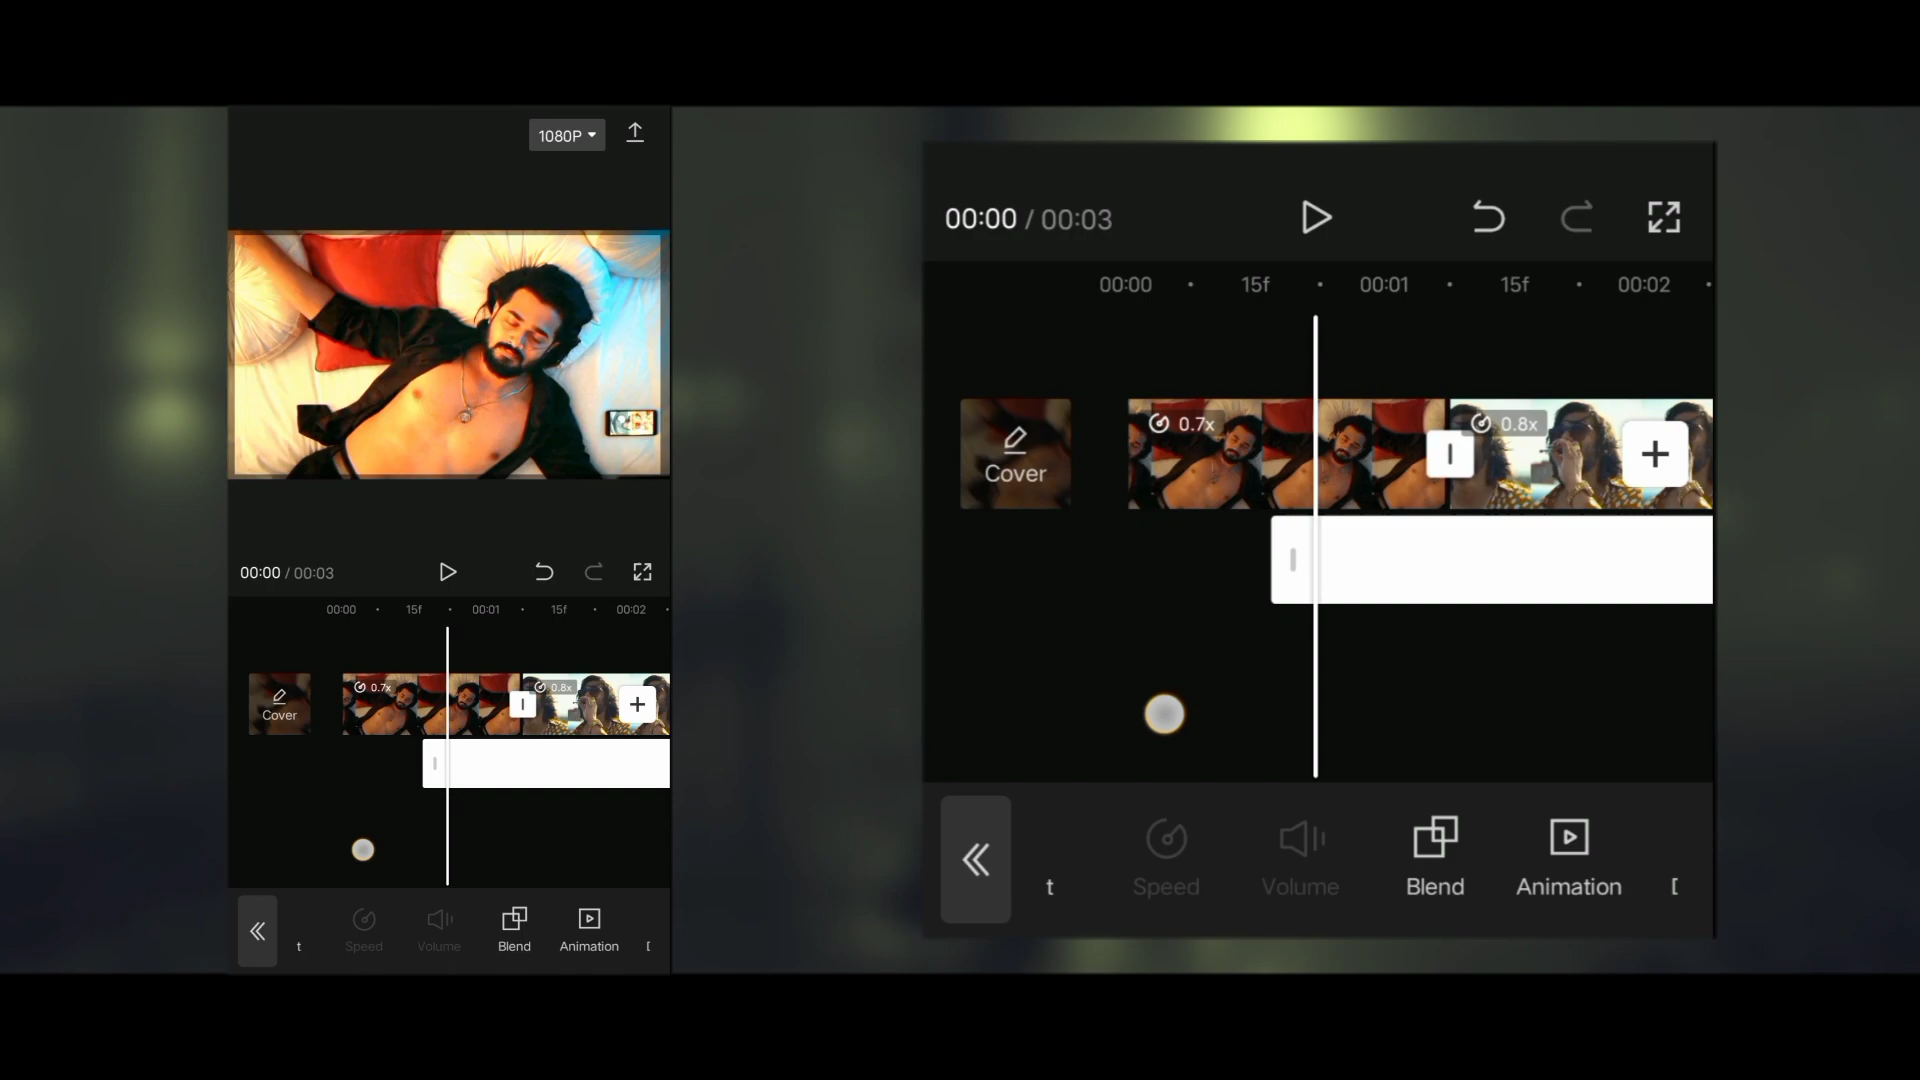 1080P
00:00 / 00:03
00:00 15f 00:01 15f 00:02
Cover
0.7x
0.8x
t
Speed
Volume
Blend
Animation
00:00 / 00:03
00:00 15f 00:01 15f 00:02
Cover
0.7x
0.8x
t
Speed
Volume
Blend
Animation